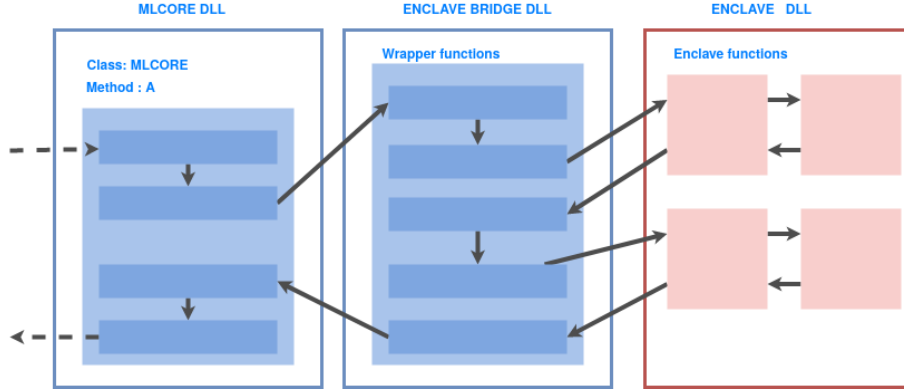 MLCORE DLL
ENCLAVE BRIDGE DLL
ENCLAVE DLL
Class: MLCORE
Method : A
Wrapper functions
Enclave functions